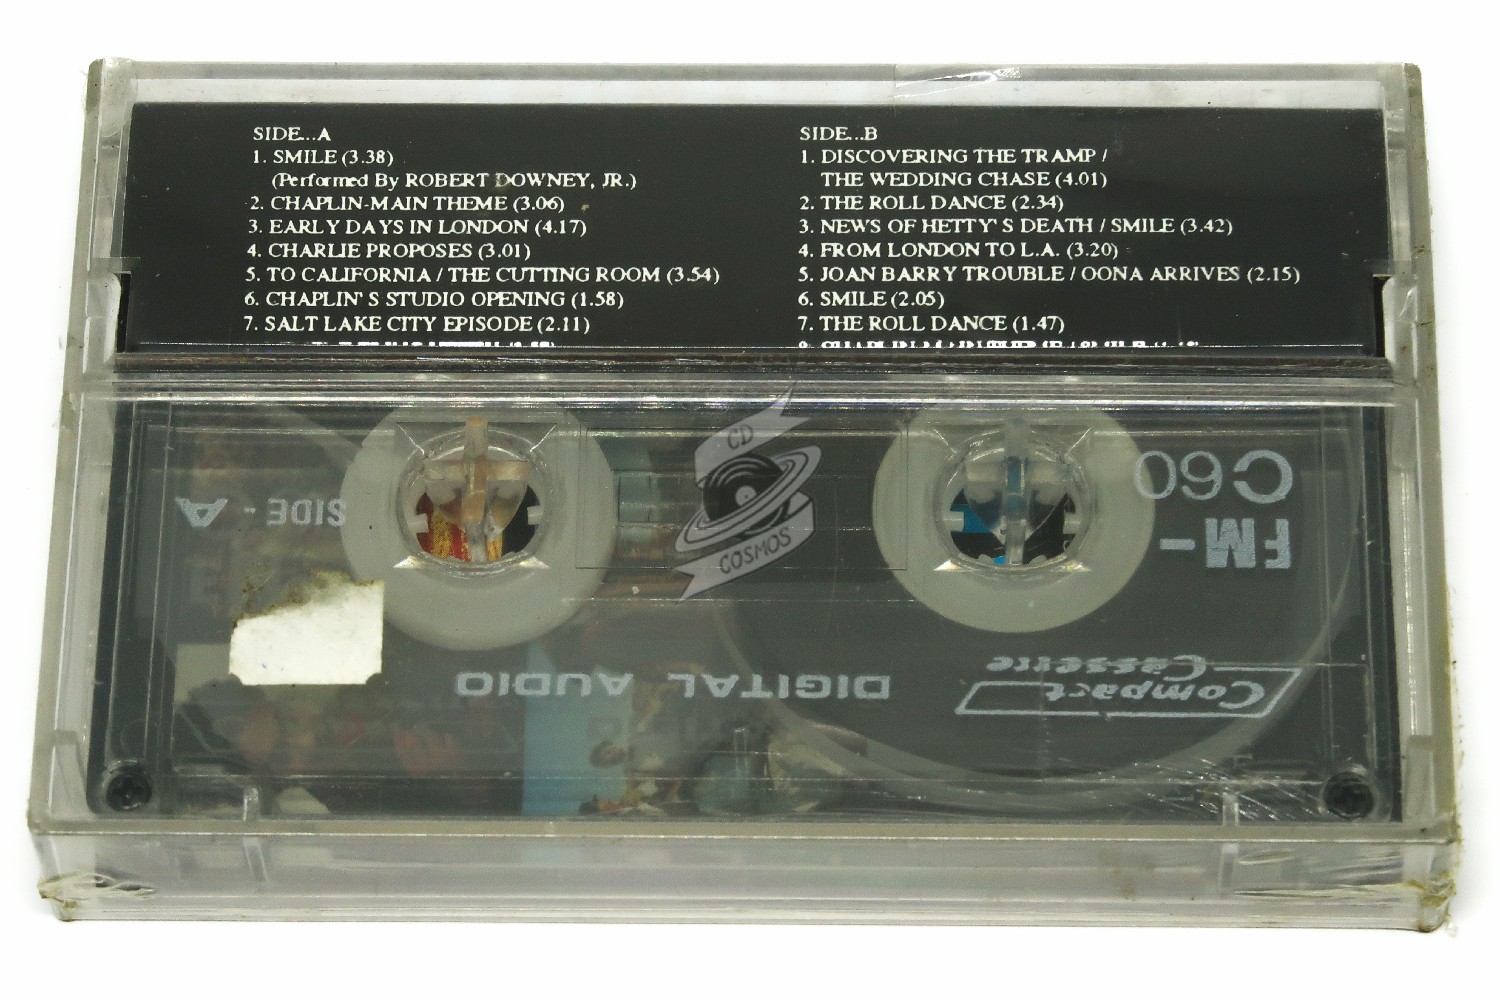 SIDE...A
1. SMILE (3.38)
(Performed By ROBERT DOWNEY, JR.)
2. CHAPLIN-MAIN THEME (3.06)
3. EARLY DAYS IN LONDON (4.17)
4. CHARLIE PROPOSES (3.01)
5. TO CALIFORNIA / THE CUTTING ROOM (3.54)
6. CHAPLIN'S STUDIO OPENING (1.58)
7. SALT LAKE CITY EPISODE (2.11)
SIDE...B
1. DISCOVERING THE TRAMP /
THE WEDDING CHASE (4.01)
2. THE ROLL DANCE (2.34)
3. NEWS OF HETTY'S DEATH / SMILE (3.42)
4. FROM LONDON TO L.A. (3.20)
5. JOAN BARRY TROUBLE / OONA ARRIVES (2.15)
6. SMILE (2.05)
7. THE ROLL DANCE (1.47)
CD
COSMOS
SIDE - A
FM-
C60
DIGITAL AUDIO
Compact
Cassette